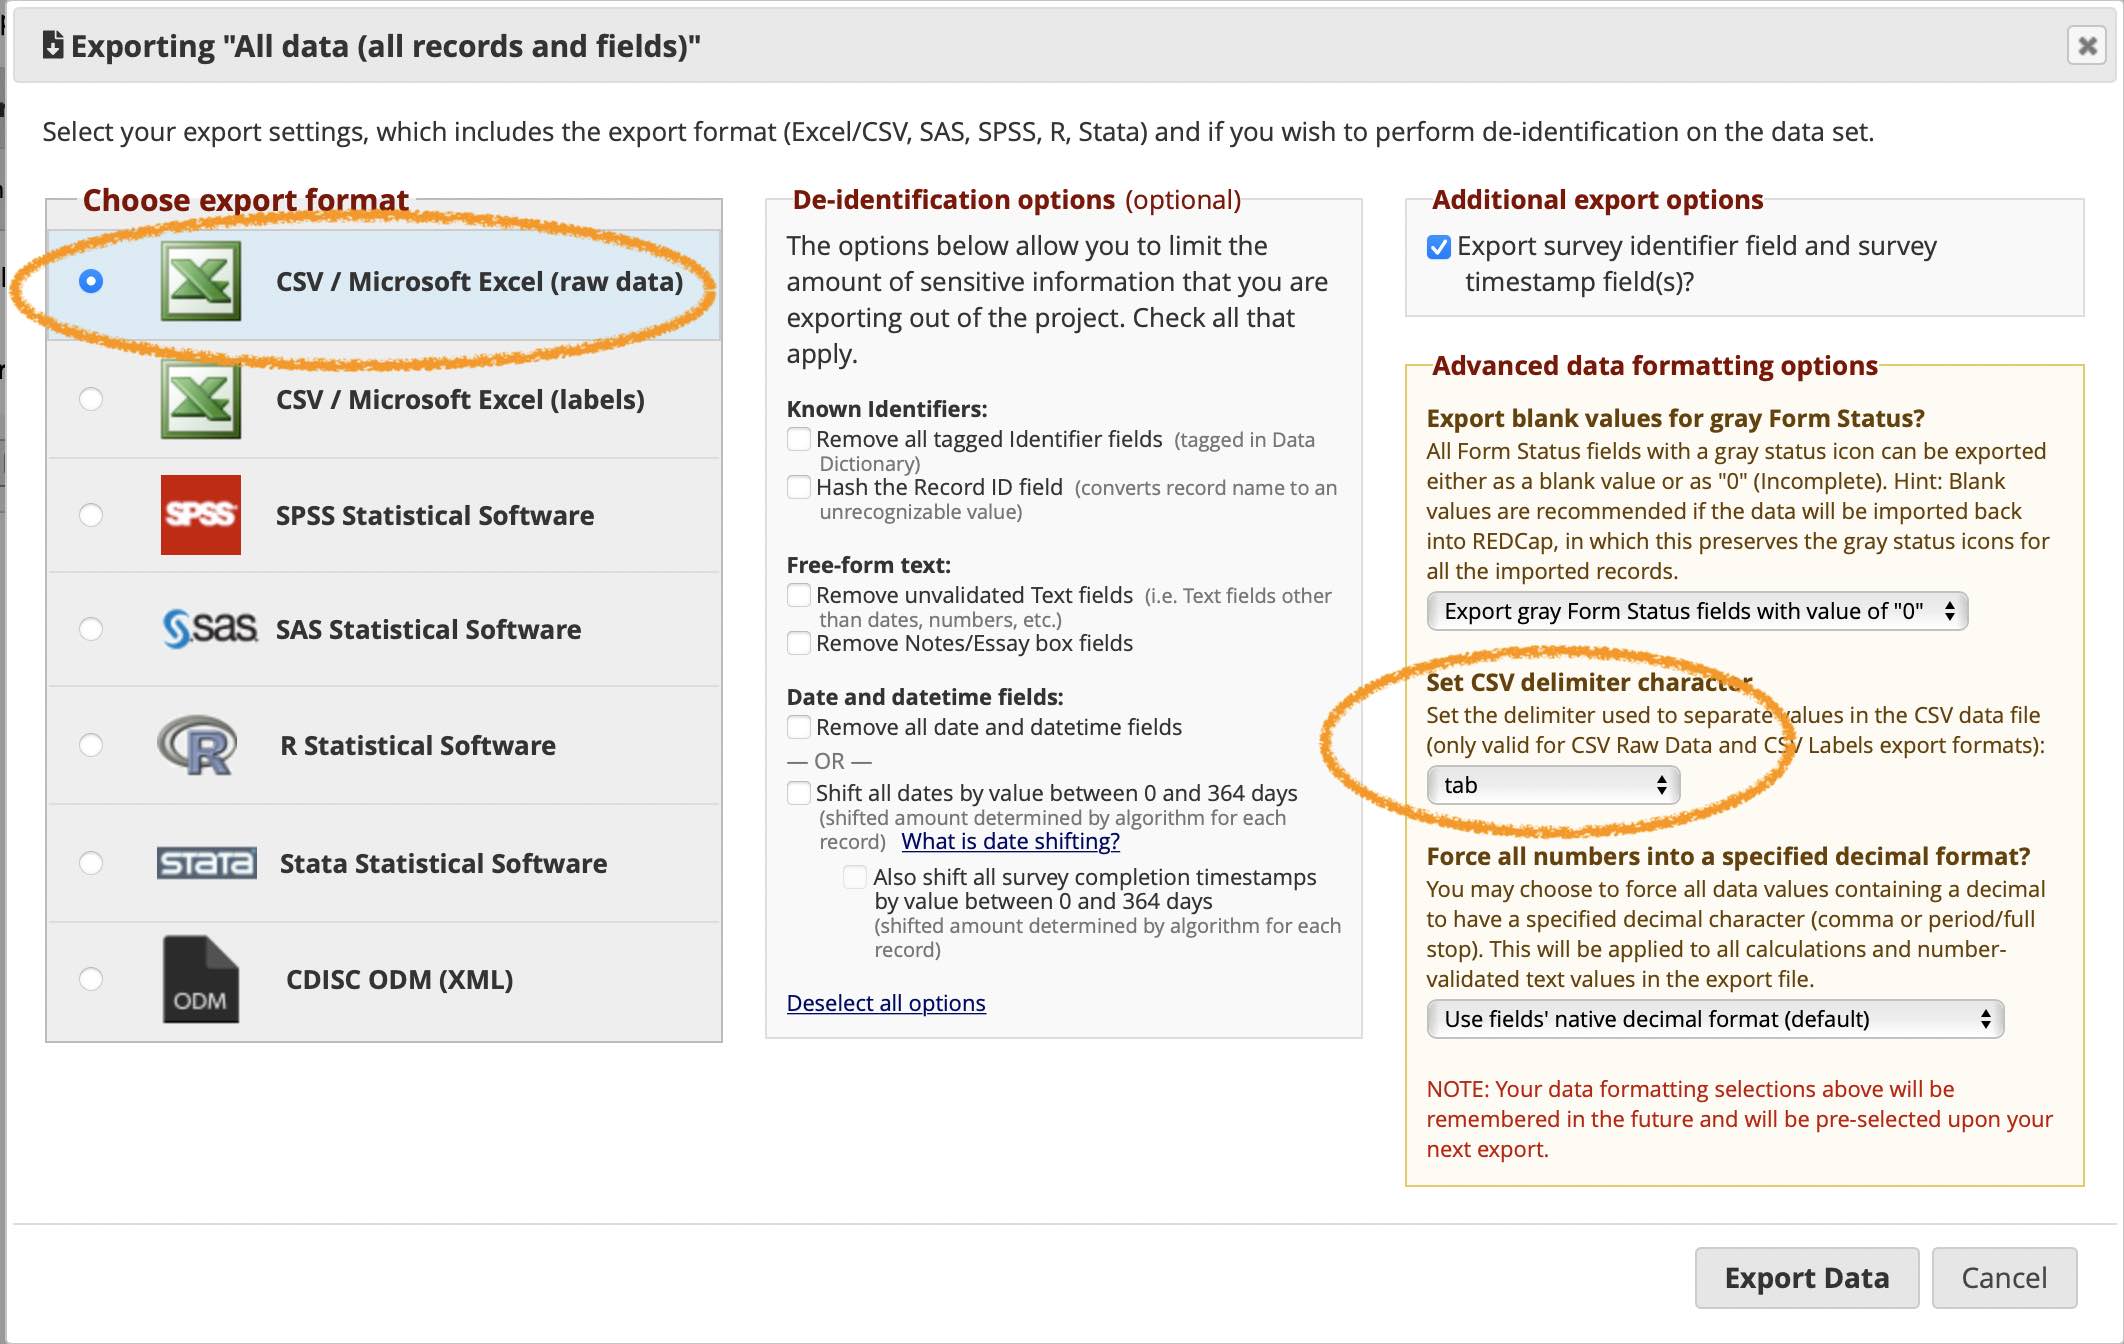 Exporting "All data (all records and fields)"
Select your export settings, which includes the export format (Excel/CSV, SAS, SPSS, R, Stata) and if you wish to perform de-identification on the data set.
Choose export format
CSV / Microsoft Excel (raw data)
CSV / Microsoft Excel (labels)
SPSS
SPSS Statistical Software
sas
SAS Statistical Software
R
R Statistical Software
STATA
Stata Statistical Software
ODM
CDISC ODM (XML)
De-identification options (optional)
The options below allow you to limit the
amount of sensitive information that you are
exporting out of the project. Check all that
apply.
Known Identifiers:
Remove all tagged Identifier fields (tagged in Data
Dictionary)
Hash the Record ID field (converts record name to an
unrecognizable value)
Free-form text:
Remove unvalidated Text fields (i.e. Text fields other
than dates, numbers, etc.)
Remove Notes/Essay box fields
Date and datetime fields:
Remove all date and datetime fields
— OR —
Shift all dates by value between 0 and 364 days
(shifted amount determined by algorithm for each
record) What is date shifting?
Also shift all survey completion timestamps
by value between 0 and 364 days
(shifted amount determined by algorithm for each
record)
Deselect all options
Additional export options
Export survey identifier field and survey
timestamp field(s)?
Advanced data formatting options
Export blank values for gray Form Status?
All Form Status fields with a gray status icon can be exported
either as a blank value or as "0" (Incomplete). Hint: Blank
values are recommended if the data will be imported back
into REDCap, in which this preserves the gray status icons for
all the imported records.
Export gray Form Status fields with value of "0"
Set CSV delimiter character
Set the delimiter used to separate values in the CSV data file
(only valid for CSV Raw Data and CSV Labels export formats):
tab
Force all numbers into a specified decimal format?
You may choose to force all data values containing a decimal
to have a specified decimal character (comma or period/full
stop). This will be applied to all calculations and number-
validated text values in the export file.
Use fields' native decimal format (default)
NOTE: Your data formatting selections above will be
remembered in the future and will be pre-selected upon your
next export.
Export Data
Cancel